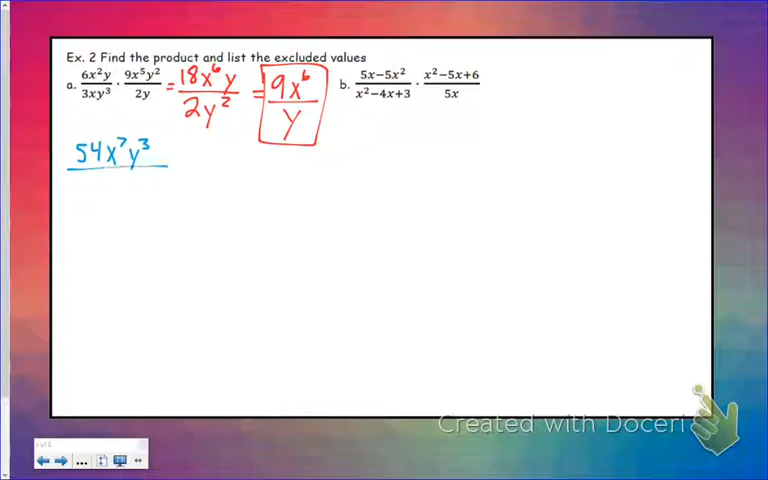 Ex. 2 Find the product and list the excluded values
a. 6x²y/3xy³ · 9x⁵y²/2y = 18x⁶y/2y² = 9x⁶/y
b. 5x−5x²/x²−4x+3 · x²−5x+6/5x
54x⁷y³
Created with Doceri